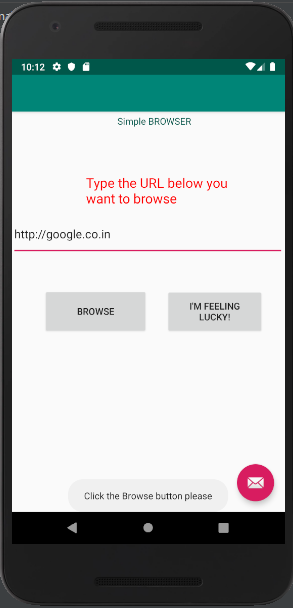 10:12
Simple BROWSER
Type the URL below you
want to browse
http://google.co.in
BROWSE
I'M FEELING
LUCKY!
Click the Browse button please